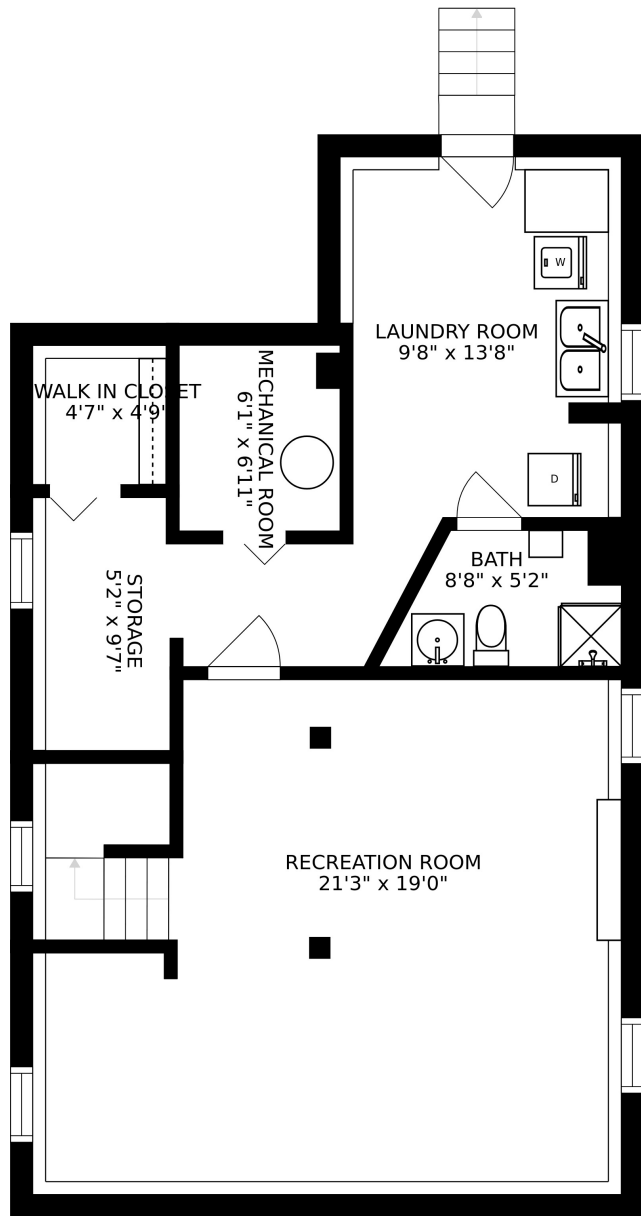 W
LAUNDRY ROOM
9'8" x 13'8"
WALK IN CLOSET
4'7" x 4'9"
MECHANICAL ROOM
6'1" x 6'11"
D
BATH
8'8" x 5'2"
STORAGE
5'2" x 9'7"
RECREATION ROOM
21'3" x 19'0"